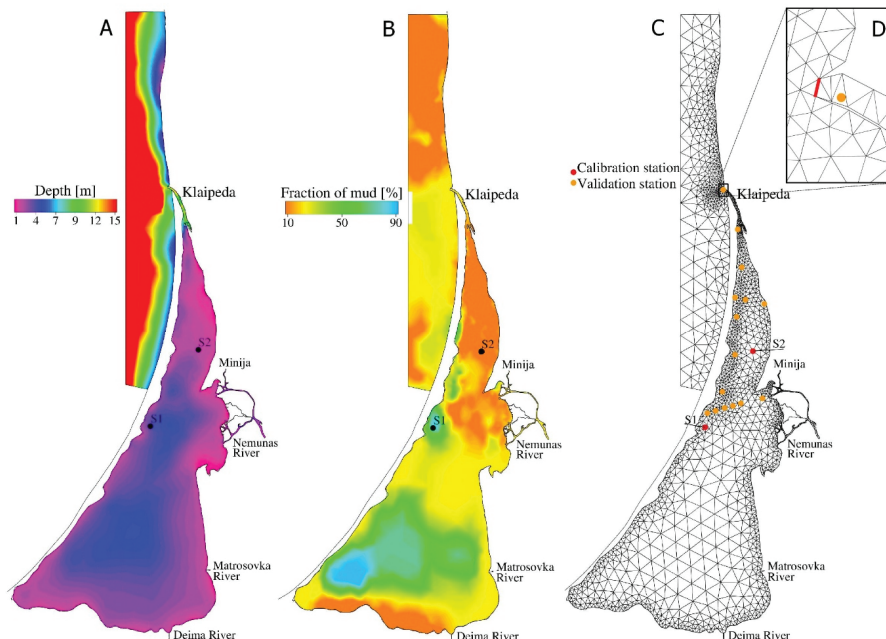 A
Depth [m]
1 3 5 7 9 12 15
Klaipeda
S2
Minija
S1
Nemunas
River
Matrosovka
River
Deima River
B
Fraction of mud [%]
10 50 90
Klaipeda
S2
Minija
S1
Nemunas
River
Matrosovka
River
Deima River
C
D
Calibration station
Validation station
Klaipeda
S2
Minija
S1
Nemunas
River
Matrosovka
River
Deima River